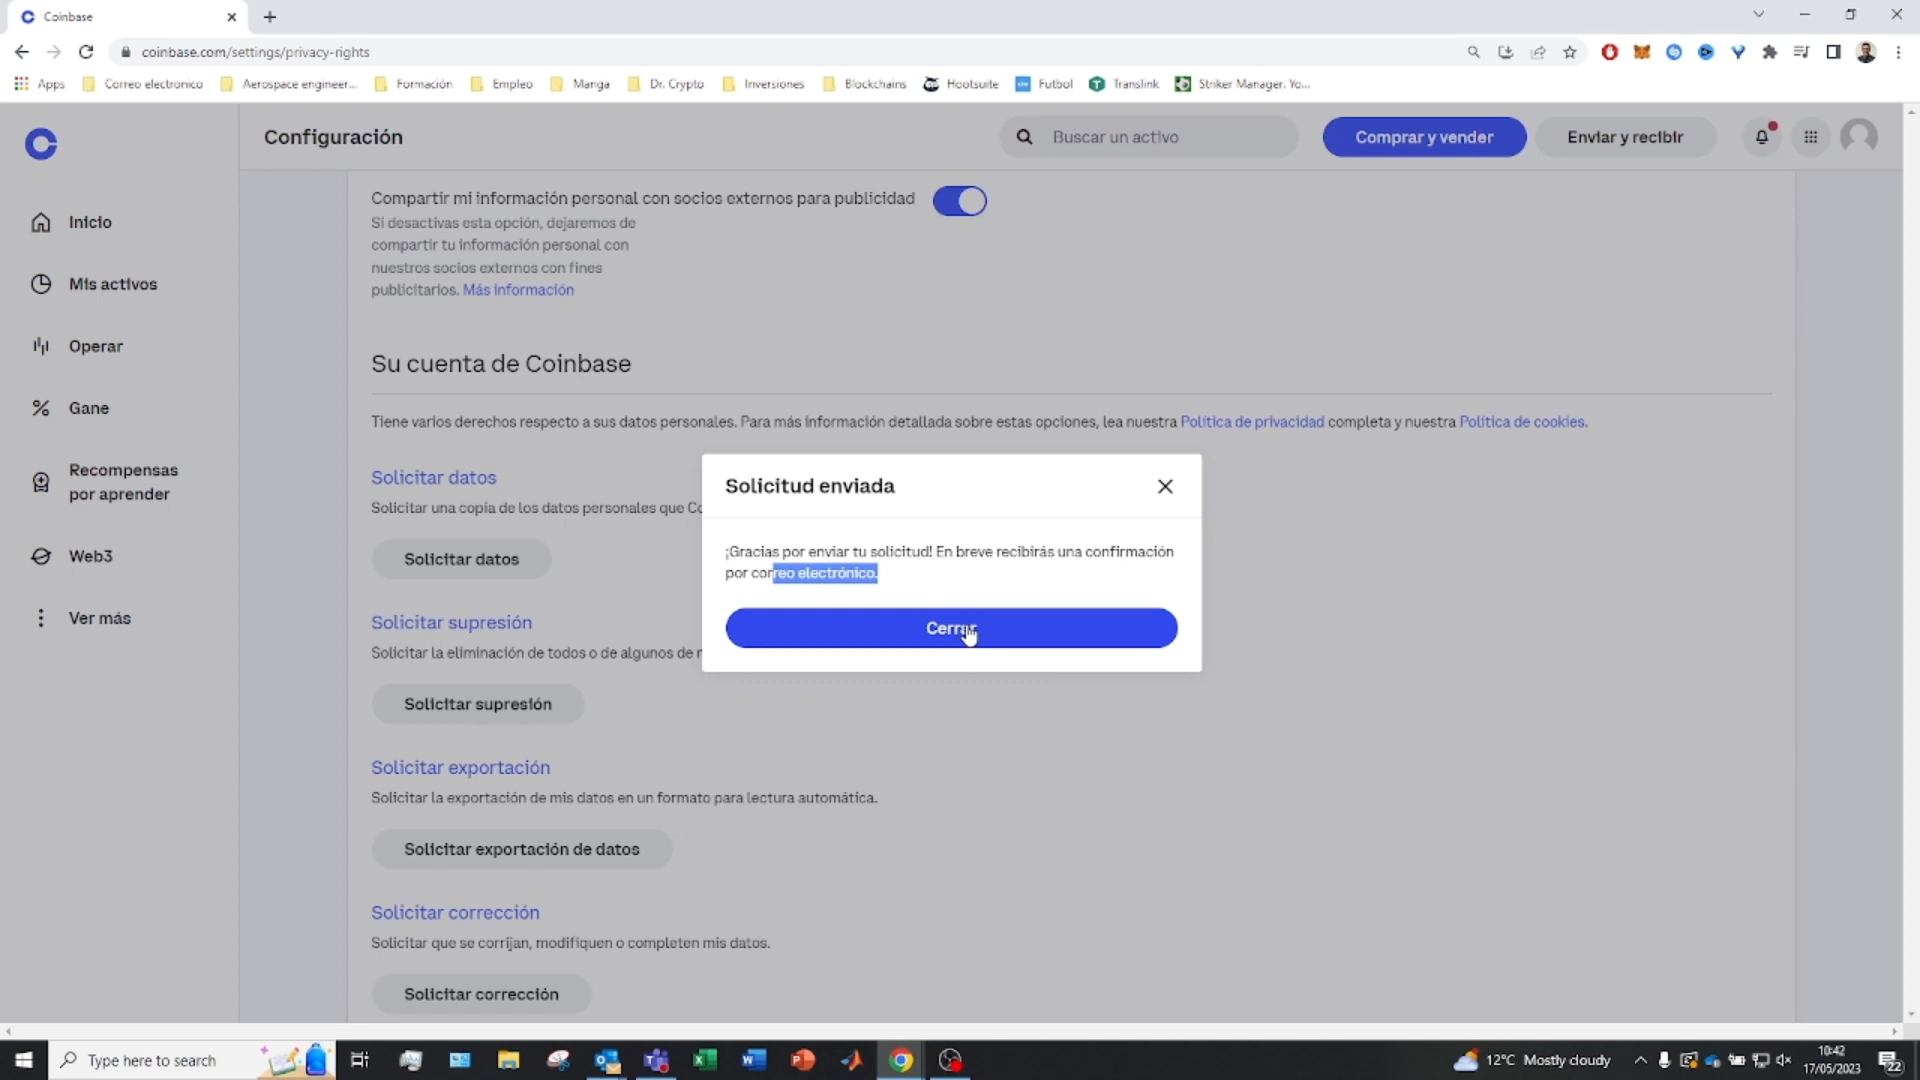 Coinbase
coinbase.com/settings/privacy-rights
Apps
Correo electronico
Aerospace engineer...
Formación
Empleo
Manga
Dr. Crypto
Inversiones
Blockchains
Hootsuite
Futbol
Translink
Striker Manager. Yo...
Configuración
Buscar un activo
Comprar y vender
Enviar y recibir
Inicio
Mis activos
Operar
Gane
Recompensas
por aprender
Web3
Ver más
Compartir mi información personal con socios externos para publicidad
Si desactivas esta opción, dejaremos de
compartir tu información personal con
nuestros socios externos con fines
publicitarios. Más información
Su cuenta de Coinbase
Tiene varios derechos respecto a sus datos personales. Para más información detallada sobre estas opciones, lea nuestra Política de privacidad completa y nuestra Política de cookies.
Solicitar datos
Solicitar una copia de los datos personales que Co
Solicitar datos
Solicitar supresión
Solicitar la eliminación de todos o de algunos de
Solicitar supresión
Solicitar exportación
Solicitar la exportación de mis datos en un formato para lectura automática.
Solicitar exportación de datos
Solicitar corrección
Solicitar que se corrijan, modifiquen o completen mis datos.
Solicitar corrección
Solicitud enviada
¡Gracias por enviar tu solicitud! En breve recibirás una confirmación
por correo electrónico.
Cerrar
Type here to search
12°C Mostly cloudy
10:42
17/05/2023
22